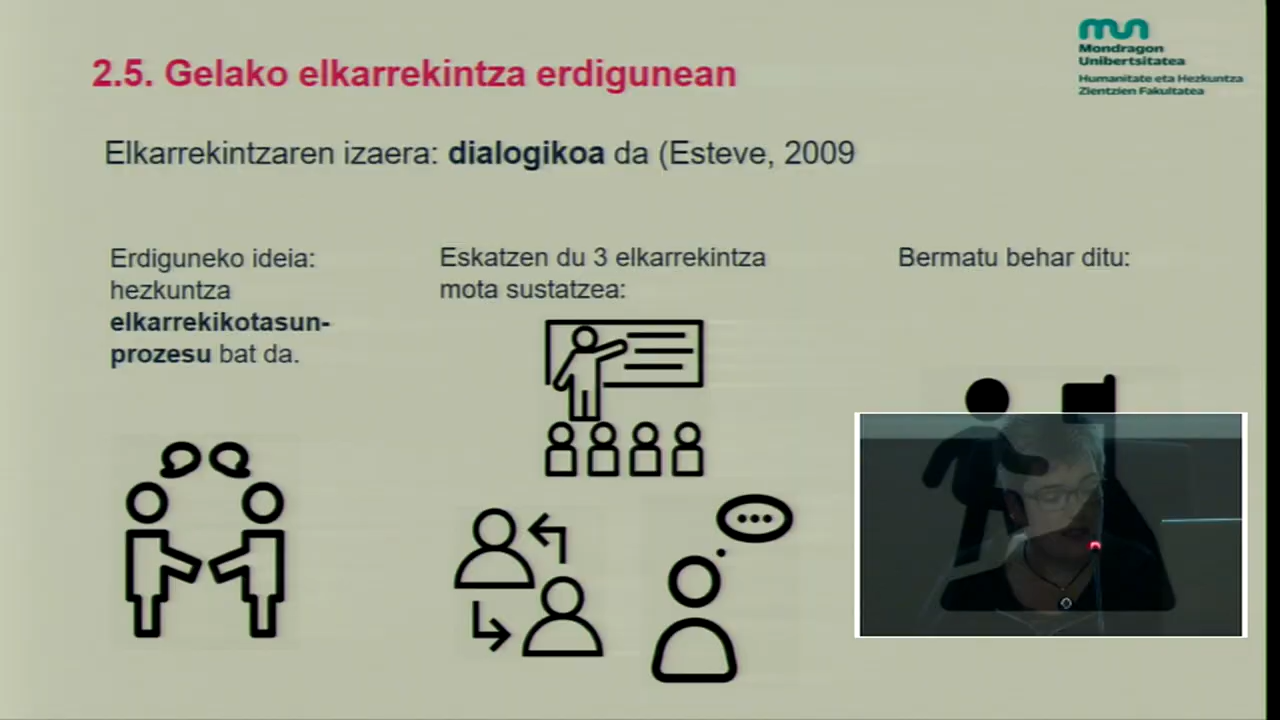 2.5. Gelako elkarrekintza erdigunean
mun
Mondragon
Unibertsitatea
Humanitate eta Hezkuntza
Zientzien Fakultatea
Elkarrekintzaren izaera: dialogikoa da (Esteve, 2009
Erdiguneko ideia:
hezkuntza
elkarrekikotasun-
prozesu bat da.
Eskatzen du 3 elkarrekintza
mota sustatzea:
Bermatu behar ditu: